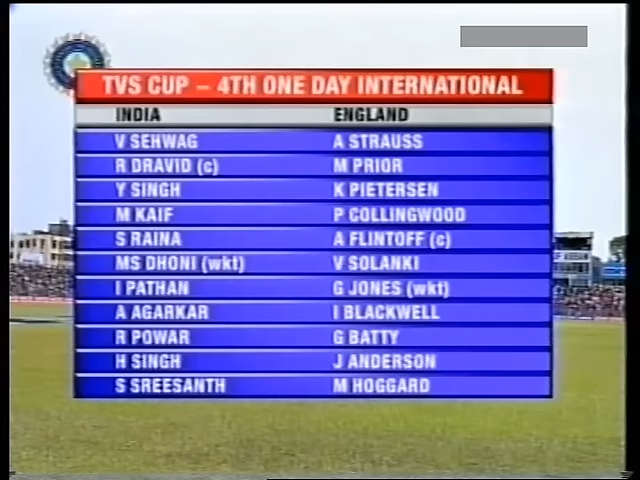 TVS CUP – 4TH ONE DAY INTERNATIONAL
INDIA ENGLAND
V SEHWAG A STRAUSS
R DRAVID (c) M PRIOR
Y SINGH K PIETERSEN
M KAIF P COLLINGWOOD
S RAINA A FLINTOFF (c)
MS DHONI (wkt) V SOLANKI
I PATHAN G JONES (wkt)
A AGARKAR I BLACKWELL
R POWAR G BATTY
H SINGH J ANDERSON
S SREESANTH M HOGGARD